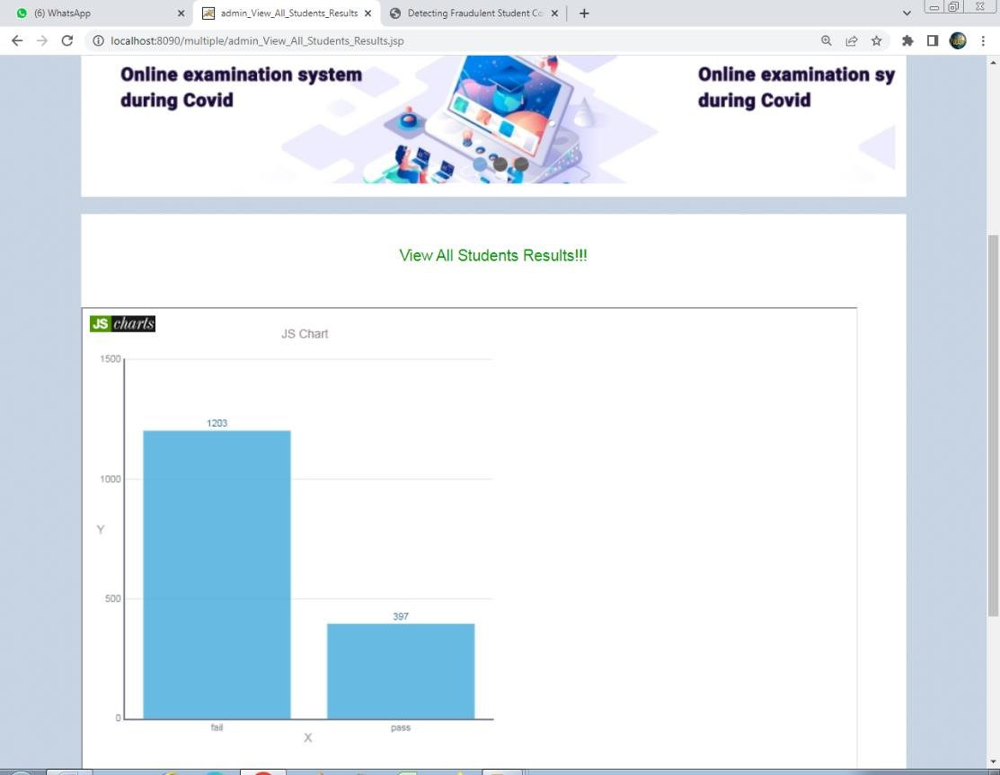 (6) WhatsApp
admin_View_All_Students_Results
Detecting Fraudulent Student Co
localhost:8090/multiple/admin_View_All_Students_Results.jsp
Online examination system
during Covid
Online examination sy
during Covid
View All Students Results!!!
JS charts
JS Chart
1500
1203
1000
Y
500
397
0
fail
pass
X